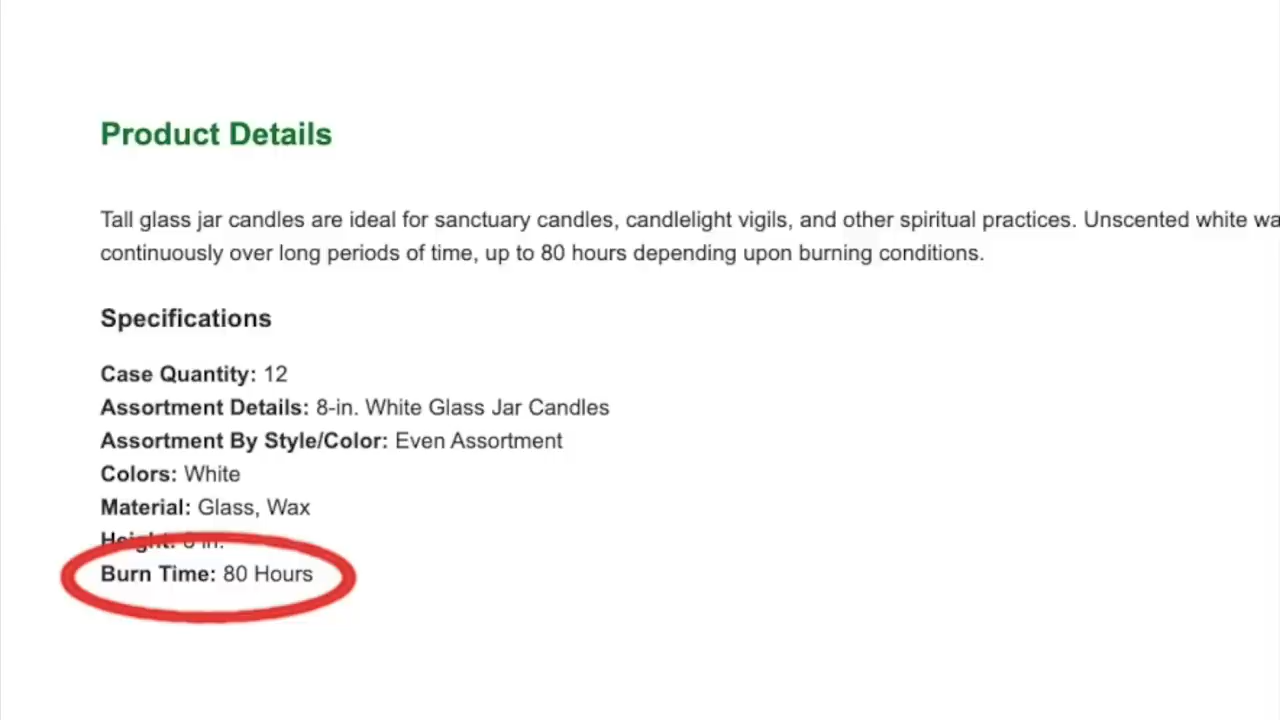 Product Details
Tall glass jar candles are ideal for sanctuary candles, candlelight vigils, and other spiritual practices. Unscented white
continuously over long periods of time, up to 80 hours depending upon burning conditions.
Specifications
Case Quantity: 12
Assortment Details: 8-in. White Glass Jar Candles
Assortment By Style/Color: Even Assortment
Colors: White
Material: Glass, Wax
Height: 8 in.
Burn Time: 80 Hours